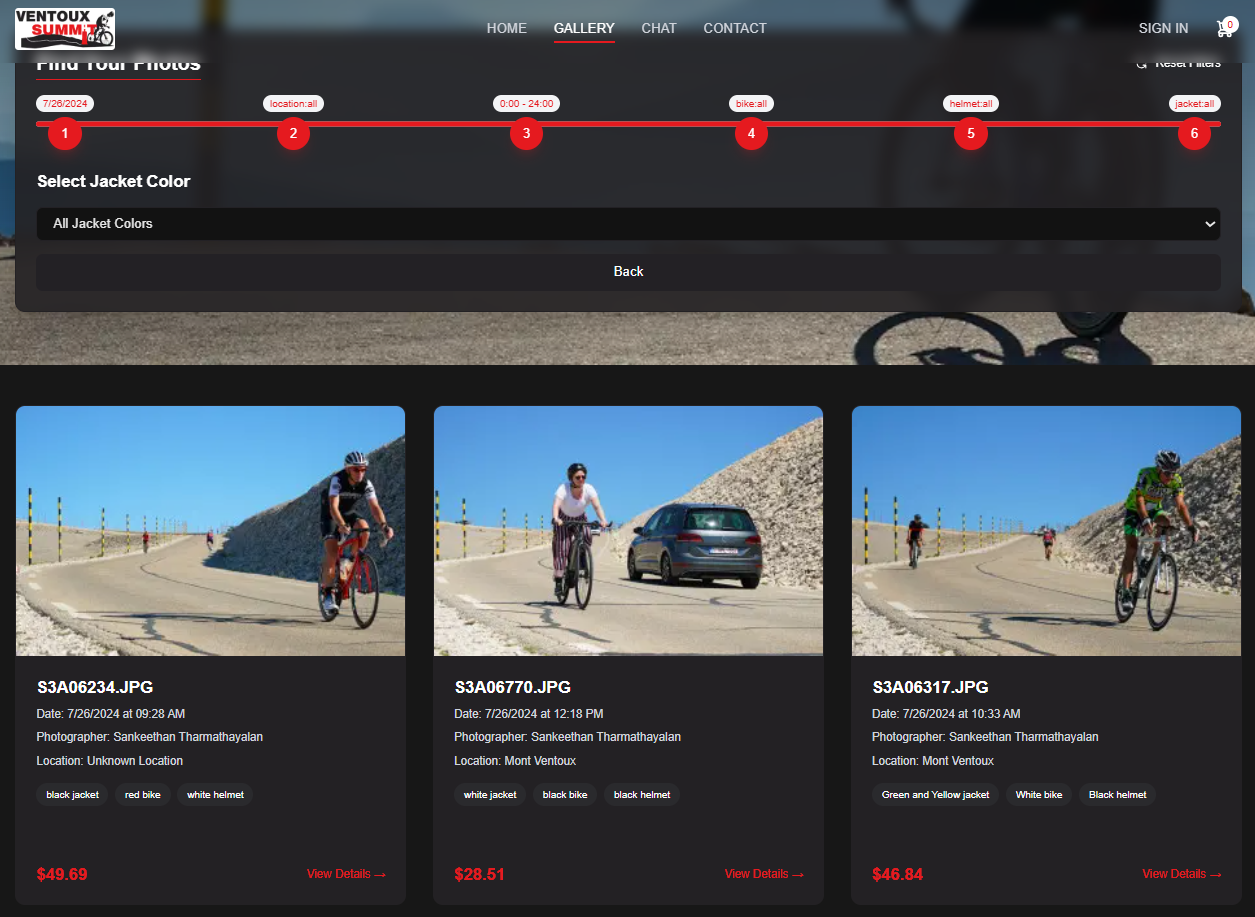 VENTOUX
SUMMIT
HOME GALLERY CHAT CONTACT
SIGN IN 0
Find Your Photos
Reset Filters
7/26/2024 location:all 0:00 - 24:00 bike:all helmet:all jacket:all
1 2 3 4 5 6
Select Jacket Color
All Jacket Colors
Back
S3A06234.JPG
Date: 7/26/2024 at 09:28 AM
Photographer: Sankeethan Tharmathayalan
Location: Unknown Location
black jacket red bike white helmet
$49.69 View Details →
S3A06770.JPG
Date: 7/26/2024 at 12:18 PM
Photographer: Sankeethan Tharmathayalan
Location: Mont Ventoux
white jacket black bike black helmet
$28.51 View Details →
S3A06317.JPG
Date: 7/26/2024 at 10:33 AM
Photographer: Sankeethan Tharmathayalan
Location: Mont Ventoux
Green and Yellow jacket White bike Black helmet
$46.84 View Details →